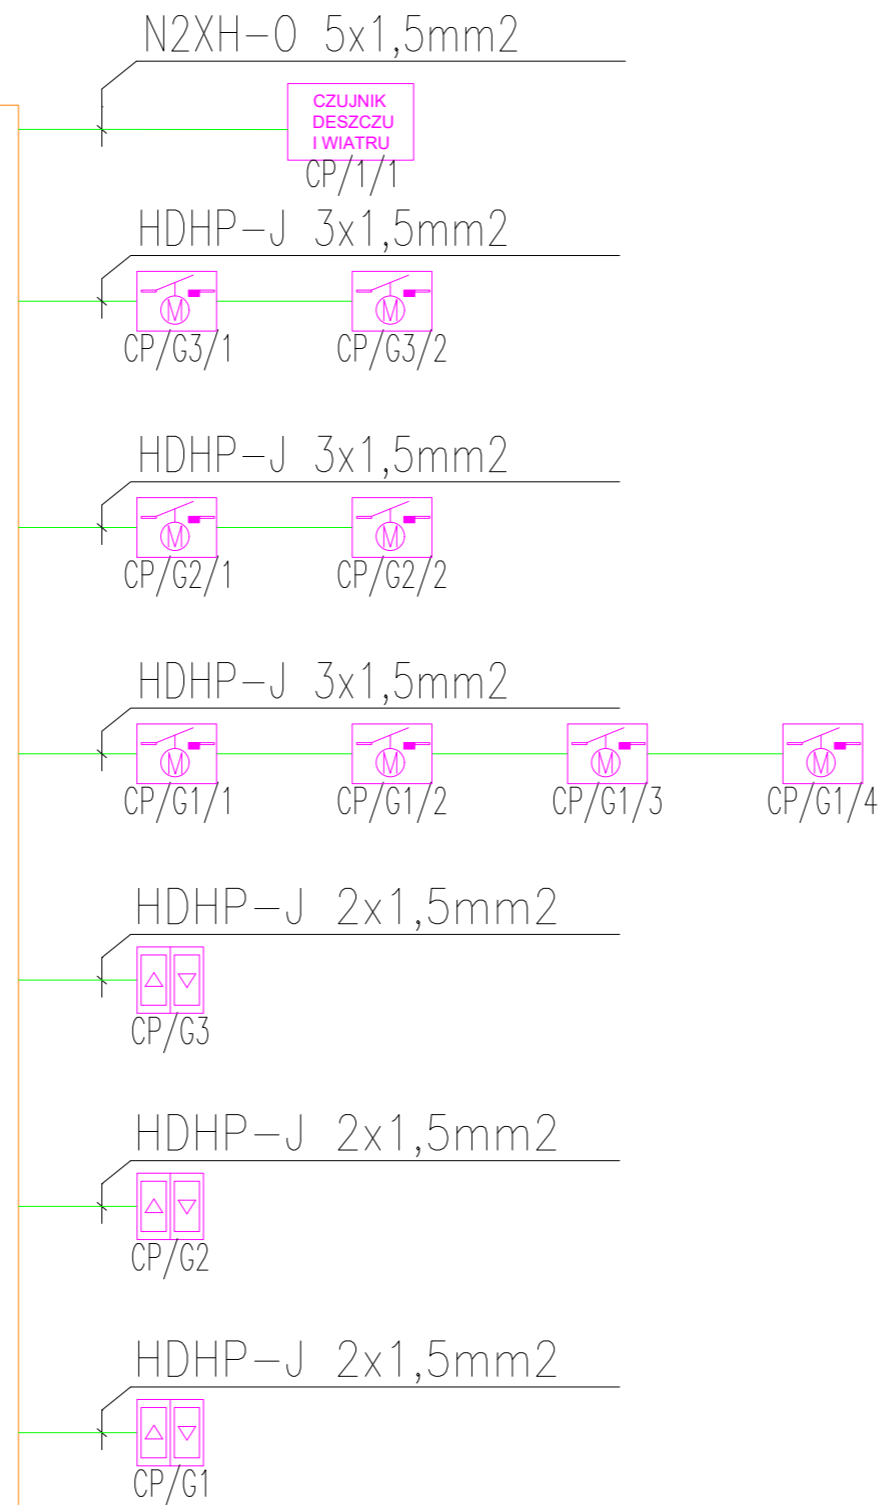 N2XH-O 5x1,5mm2
CZUJNIK
DESZCZU
I WIATRU
CP/1/1
HDHP-J 3x1,5mm2
M M
CP/G3/1 CP/G3/2
HDHP-J 3x1,5mm2
M M
CP/G2/1 CP/G2/2
HDHP-J 3x1,5mm2
M M M M
CP/G1/1 CP/G1/2 CP/G1/3 CP/G1/4
HDHP-J 2x1,5mm2
CP/G3
HDHP-J 2x1,5mm2
CP/G2
HDHP-J 2x1,5mm2
CP/G1